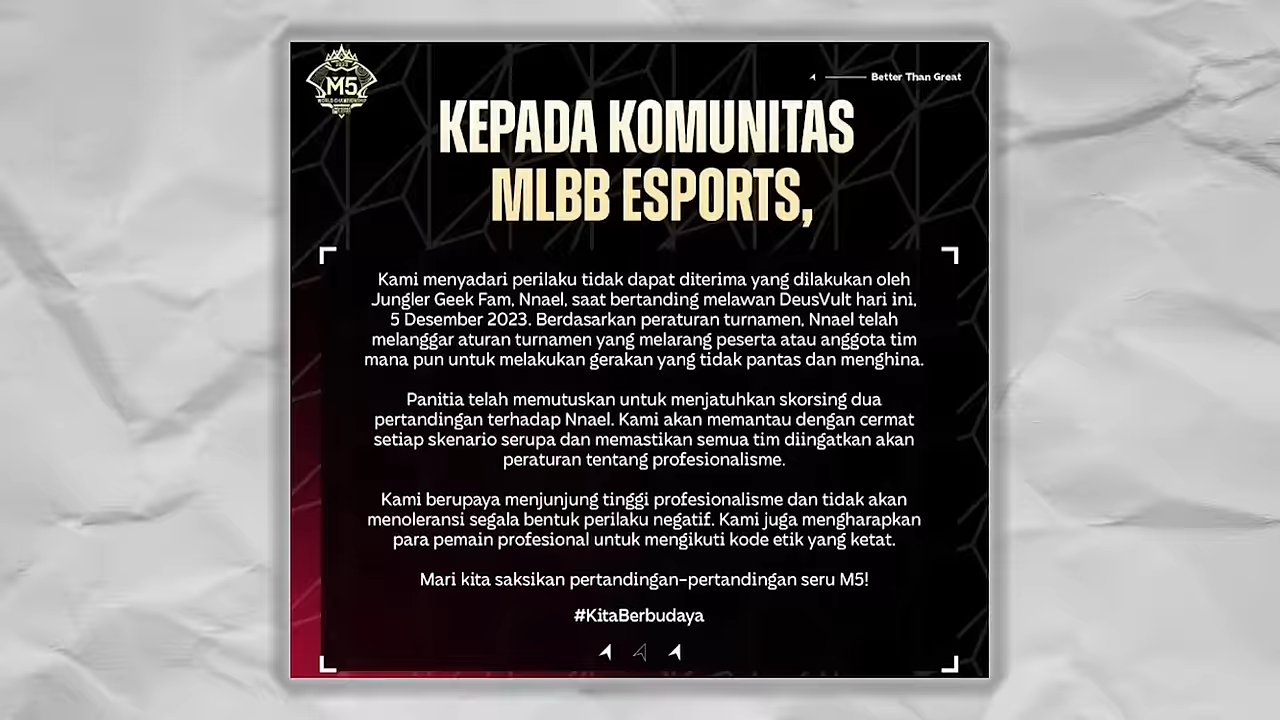 M5
WORLD CHAMPIONSHIP
Better Than Great
KEPADA KOMUNITAS
MLBB ESPORTS,
Kami menyadari perilaku tidak dapat diterima yang dilakukan oleh
Jungler Geek Fam, Nnael, saat bertanding melawan DeusVult hari ini,
5 Desember 2023. Berdasarkan peraturan turnamen, Nnael telah
melanggar aturan turnamen yang melarang peserta atau anggota tim
mana pun untuk melakukan gerakan yang tidak pantas dan menghina.
Panitia telah memutuskan untuk menjatuhkan skorsing dua
pertandingan terhadap Nnael. Kami akan memantau dengan cermat
setiap skenario serupa dan memastikan semua tim diingatkan akan
peraturan tentang profesionalisme.
Kami berupaya menjunjung tinggi profesionalisme dan tidak akan
menoleransi segala bentuk perilaku negatif. Kami juga mengharapkan
para pemain profesional untuk mengikuti kode etik yang ketat.
Mari kita saksikan pertandingan-pertandingan seru M5!
#KitaBerbudaya